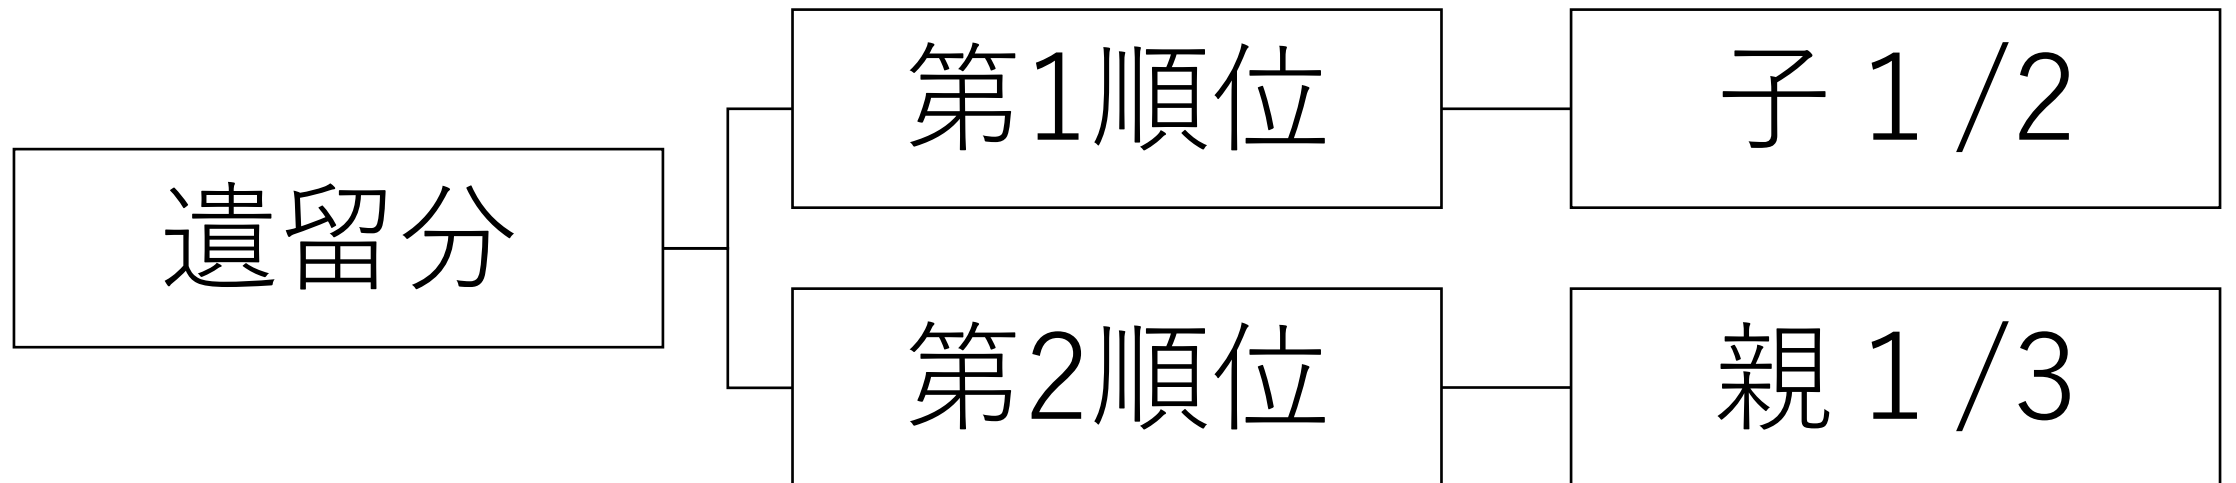 遺留分
第1順位
子 1 /2
第2順位
親 1 /3